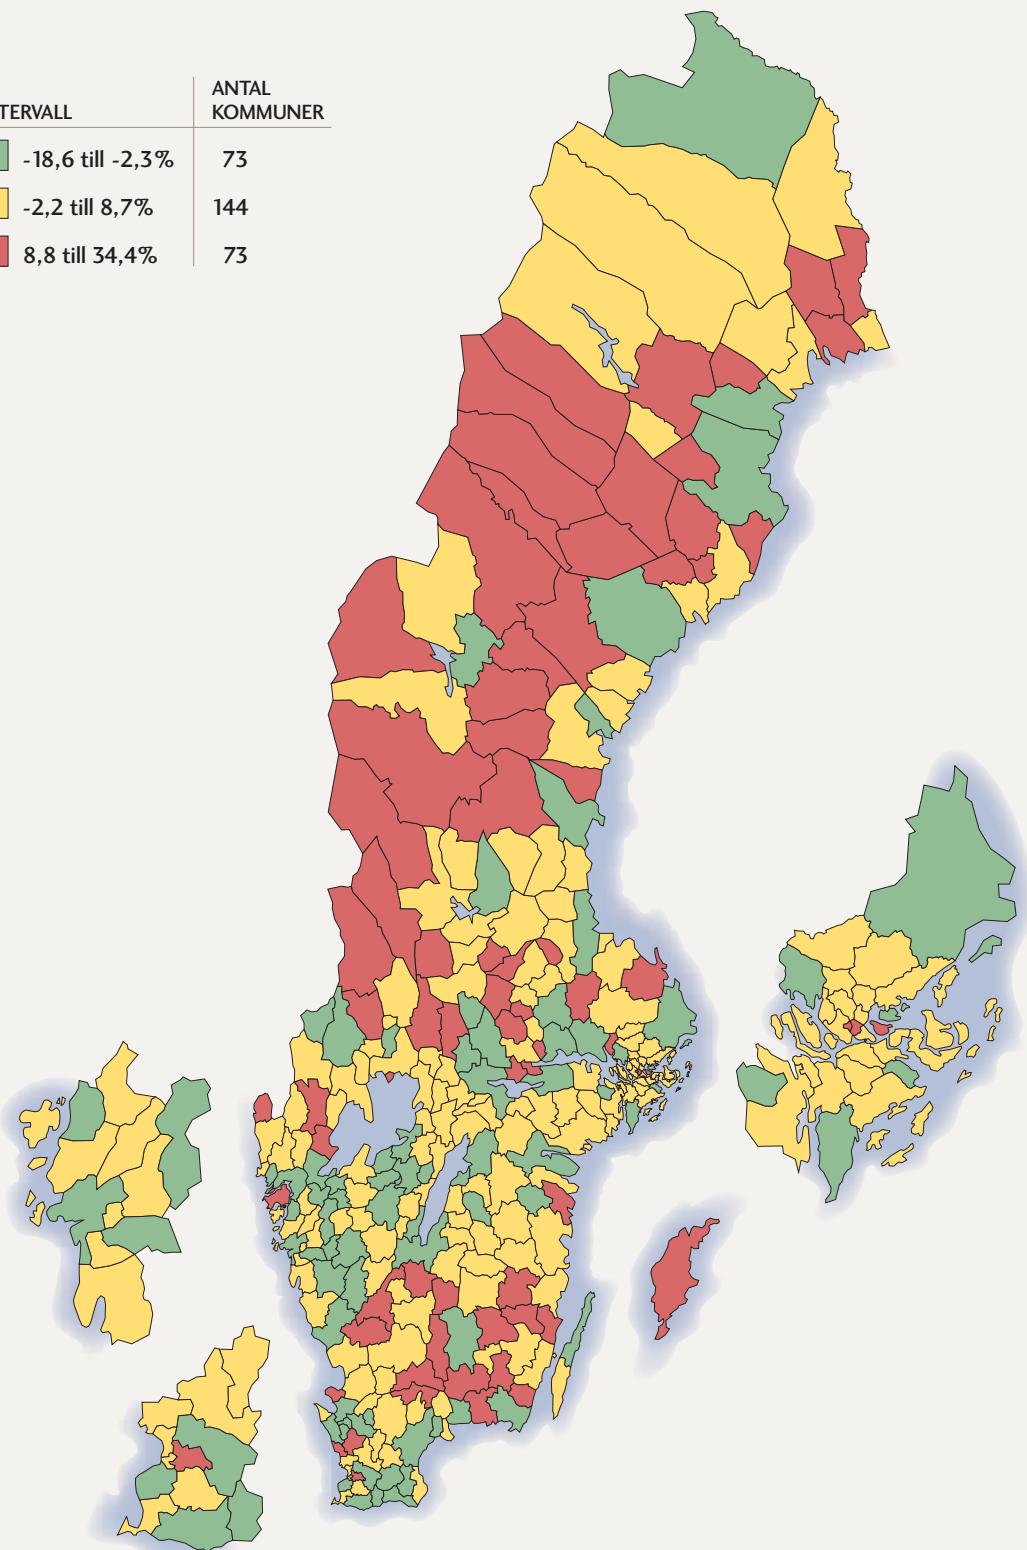 ANTAL
TERVALL KOMMUNER
-18,6 till -2,3% 73
-2,2 till 8,7% 144
8,8 till 34,4% 73